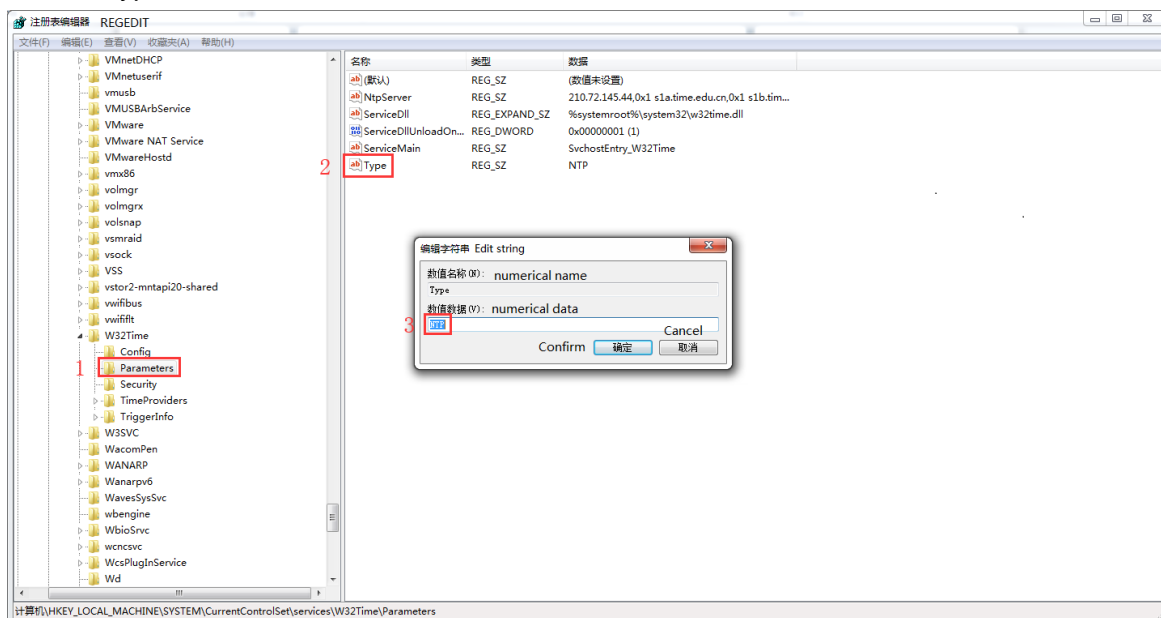 注册表编辑器 REGEDIT
文件(F) 编辑(E) 查看(V) 收藏夹(A) 帮助(H)
VMnetDHCP
VMnetuserif
vmusb
VMUSBArbService
VMware
VMware NAT Service
VMwareHostd
vmx86
volmgr
volmgrx
volsnap
vsmraid
vsock
VSS
vstor2-mntapi20-shared
vwifibus
vwififlt
W32Time
Config
1 Parameters
Security
TimeProviders
TriggerInfo
W3SVC
WacomPen
WANARP
Wanarpv6
WavesSysSvc
wbengine
WbioSrvc
wcncsvc
WcsPlugInService
Wd
名称 类型 数据
(默认) REG_SZ (数值未设置)
NtpServer REG_SZ 210.72.145.44,0x1 s1a.time.edu.cn,0x1 s1b.tim...
ServiceDll REG_EXPAND_SZ %systemroot%\system32\w32time.dll
ServiceDllUnloadOn... REG_DWORD 0x00000001 (1)
ServiceMain REG_SZ SvchostEntry_W32Time
2 Type REG_SZ NTP
编辑字符串 Edit string
数值名称(N): numerical name
Type
数值数据(V): numerical data
3 NTP
Cancel
Confirm 确定 取消
计算机\HKEY_LOCAL_MACHINE\SYSTEM\CurrentControlSet\services\W32Time\Parameters